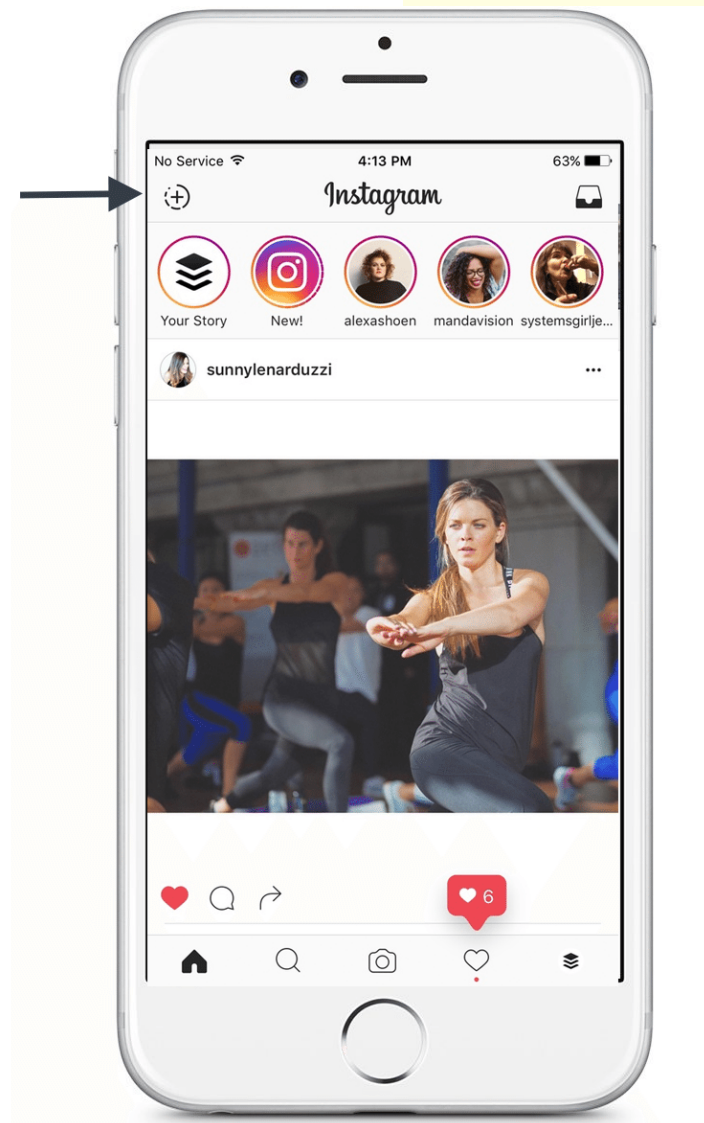 No Service 4:13 PM 63%
Instagram
Your Story New! alexashoen mandavision systemsgirlje...
sunnylenarduzzi
6